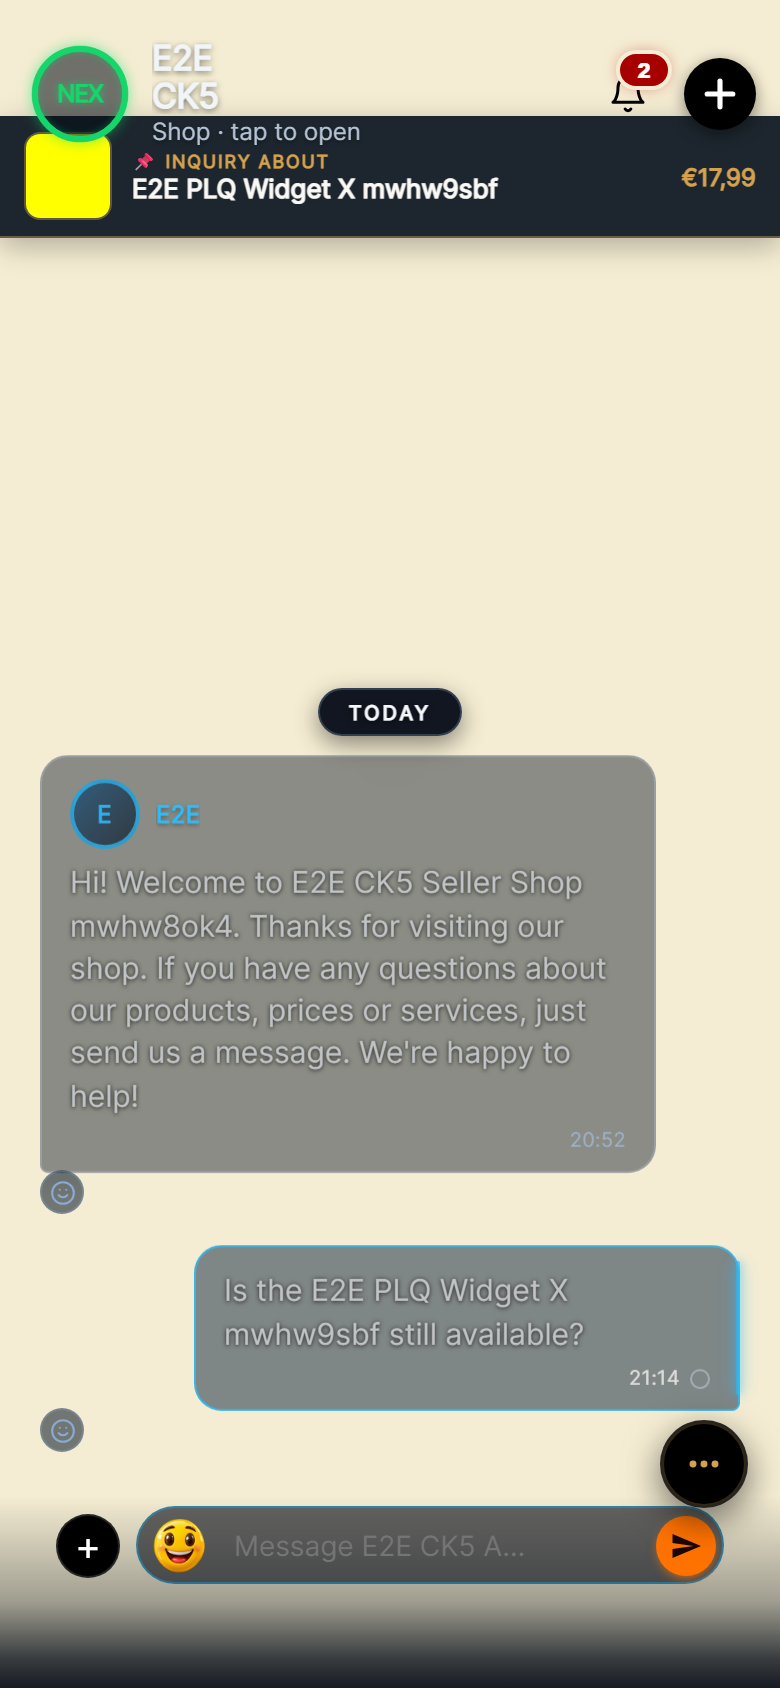 NEX
E2E
CK5
Shop · tap to open
2
📌 INQUIRY ABOUT
E2E PLQ Widget X mwhw9sbf
€17,99
TODAY
E
E2E
Hi! Welcome to E2E CK5 Seller Shop
mwhw8ok4. Thanks for visiting our
shop. If you have any questions about
our products, prices or services, just
send us a message. We're happy to
help!
20:52
Is the E2E PLQ Widget X
mwhw9sbf still available?
21:14
Message E2E CK5 A...